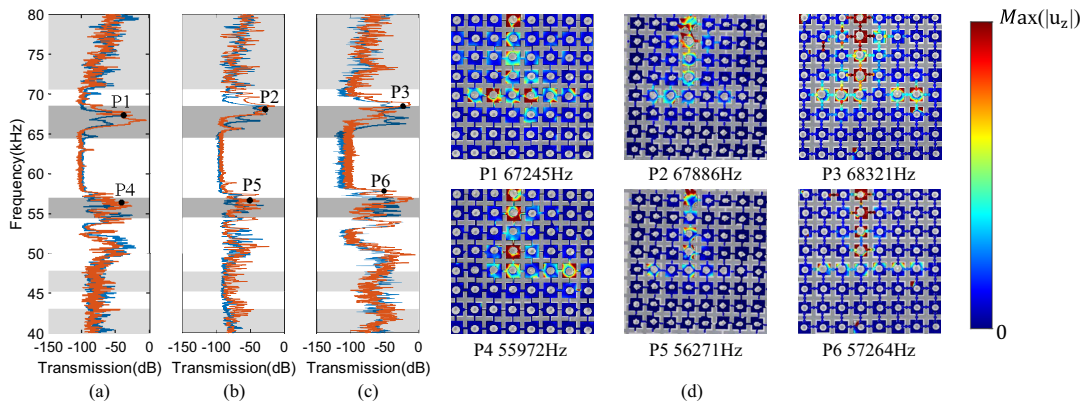 Frequency(kHz)
80
75
70
65
60
55
50
45
40
P1
P4
P2
P5
P3
P6
-150 -100 -50 0
-150 -100 -50 0
-150 -100 -50 0
Transmission(dB)
Transmission(dB)
Transmission(dB)
(a)
(b)
(c)
P1 67245Hz
P2 67886Hz
P3 68321Hz
P4 55972Hz
P5 56271Hz
P6 57264Hz
(d)
Max(|uz|)
0